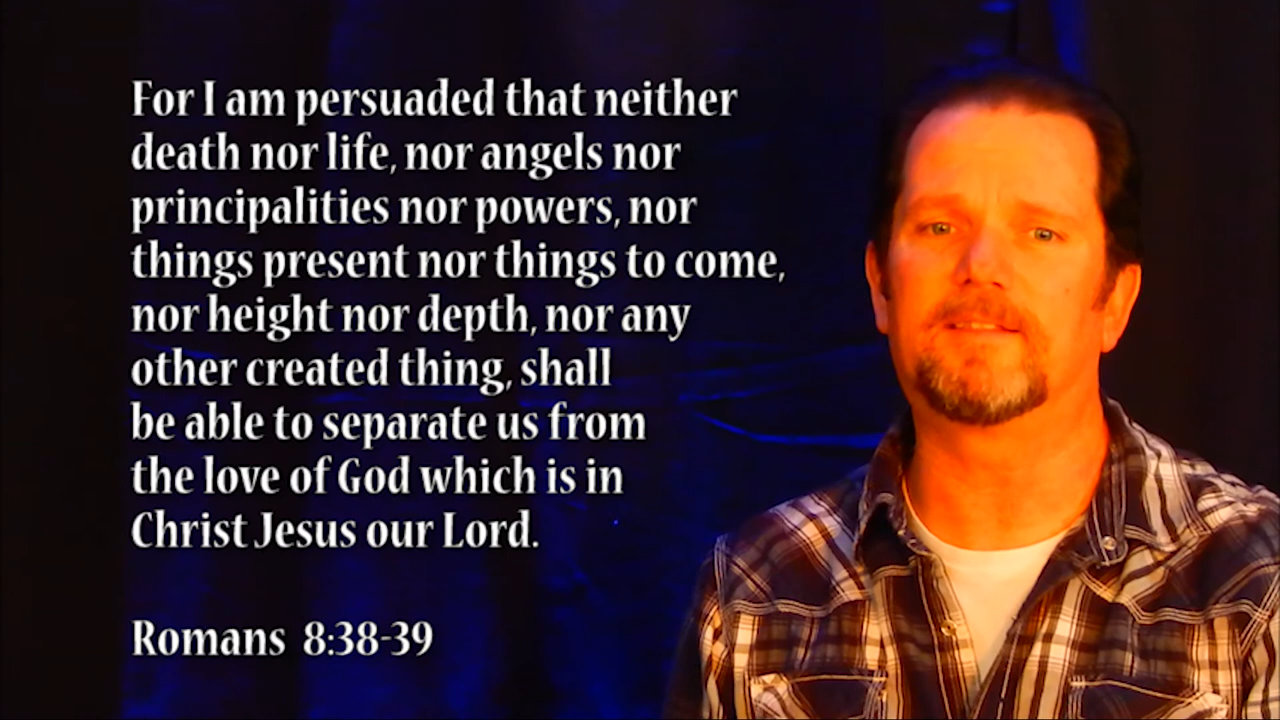 For I am persuaded that neither
death nor life, nor angels nor
principalities nor powers, nor
things present nor things to come,
nor height nor depth, nor any
other created thing, shall
be able to separate us from
the love of God which is in
Christ Jesus our Lord.
Romans 8:38-39